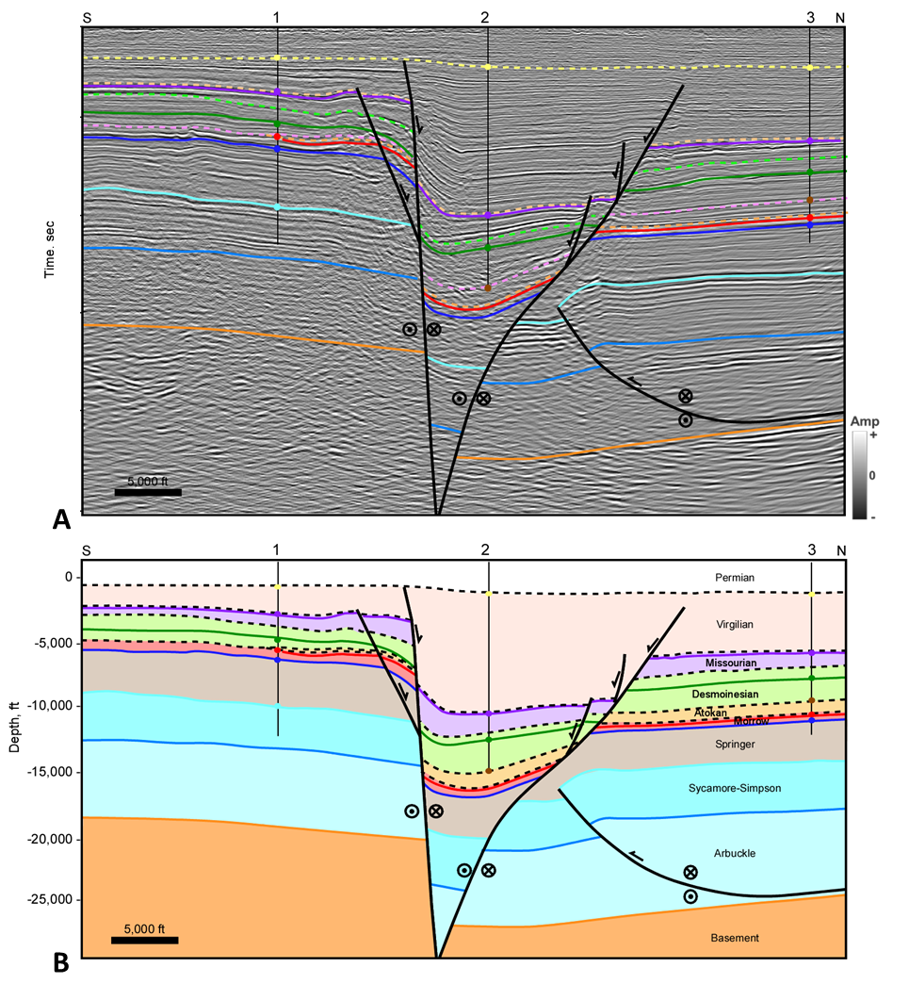 S 1 2 3 N
Time. sec
5,000 ft
Amp
+
0
-
A
S 1 2 3 N
Depth, ft
0
-5,000
-10,000
-15,000
-20,000
-25,000
Permian
Virgilian
Missourian
Desmoinesian
Atokan
Morrow
Springer
Sycamore-Simpson
Arbuckle
Basement
5,000 ft
B